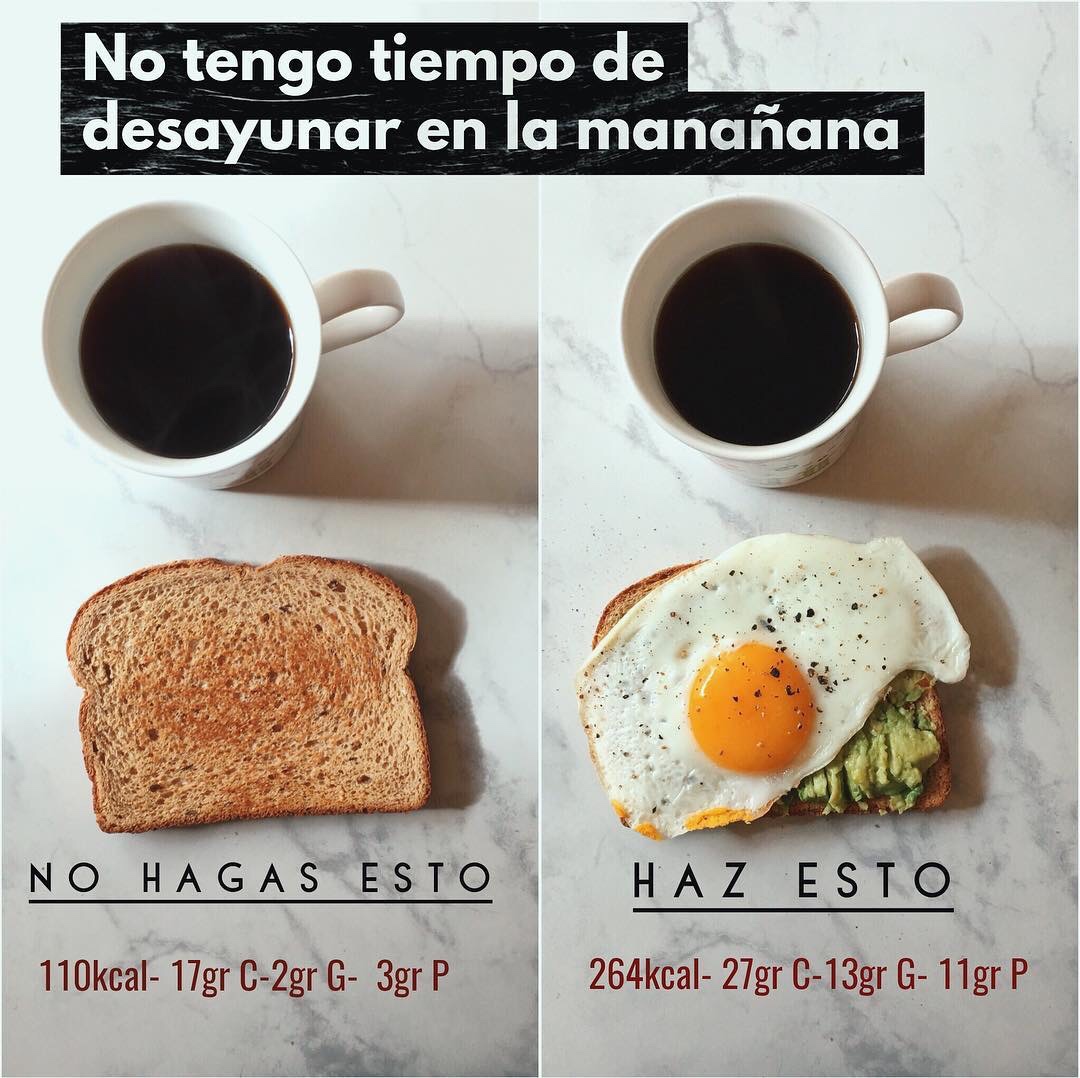 No tengo tiempo de
desayunar en la manañana
NO HAGAS ESTO
HAZ ESTO
110kcal- 17gr C-2gr G- 3gr P
264kcal- 27gr C-13gr G- 11gr P